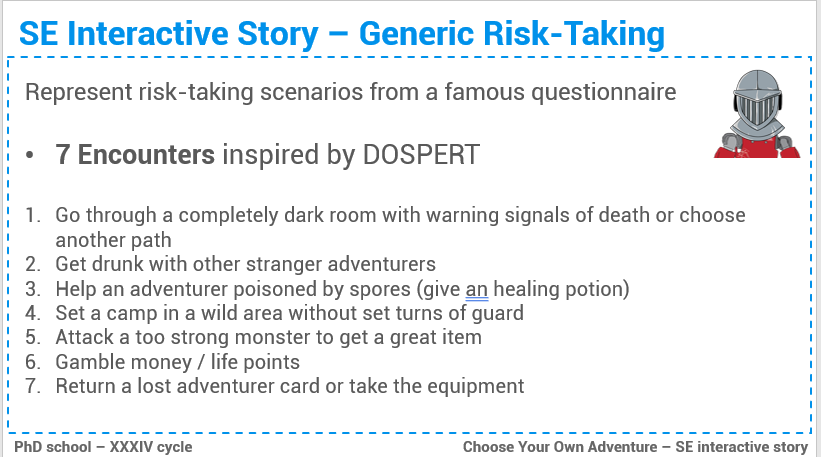 SE Interactive Story – Generic Risk-Taking
Represent risk-taking scenarios from a famous questionnaire
• 7 Encounters inspired by DOSPERT
1. Go through a completely dark room with warning signals of death or choose
another path
2. Get drunk with other stranger adventurers
3. Help an adventurer poisoned by spores (give an healing potion)
4. Set a camp in a wild area without set turns of guard
5. Attack a too strong monster to get a great item
6. Gamble money / life points
7. Return a lost adventurer card or take the equipment
PhD school – XXXIV cycle
Choose Your Own Adventure – SE interactive story